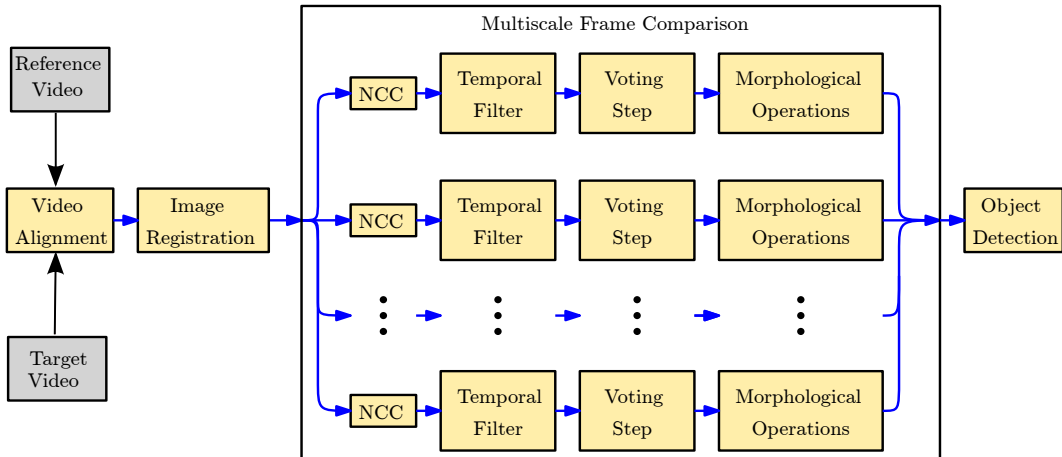 Multiscale Frame Comparison
Reference
Video
Video
Alignment
Target
Video
Image
Registration
NCC
Temporal
Filter
Voting
Step
Morphological
Operations
NCC
Temporal
Filter
Voting
Step
Morphological
Operations
NCC
Temporal
Filter
Voting
Step
Morphological
Operations
Object
Detection